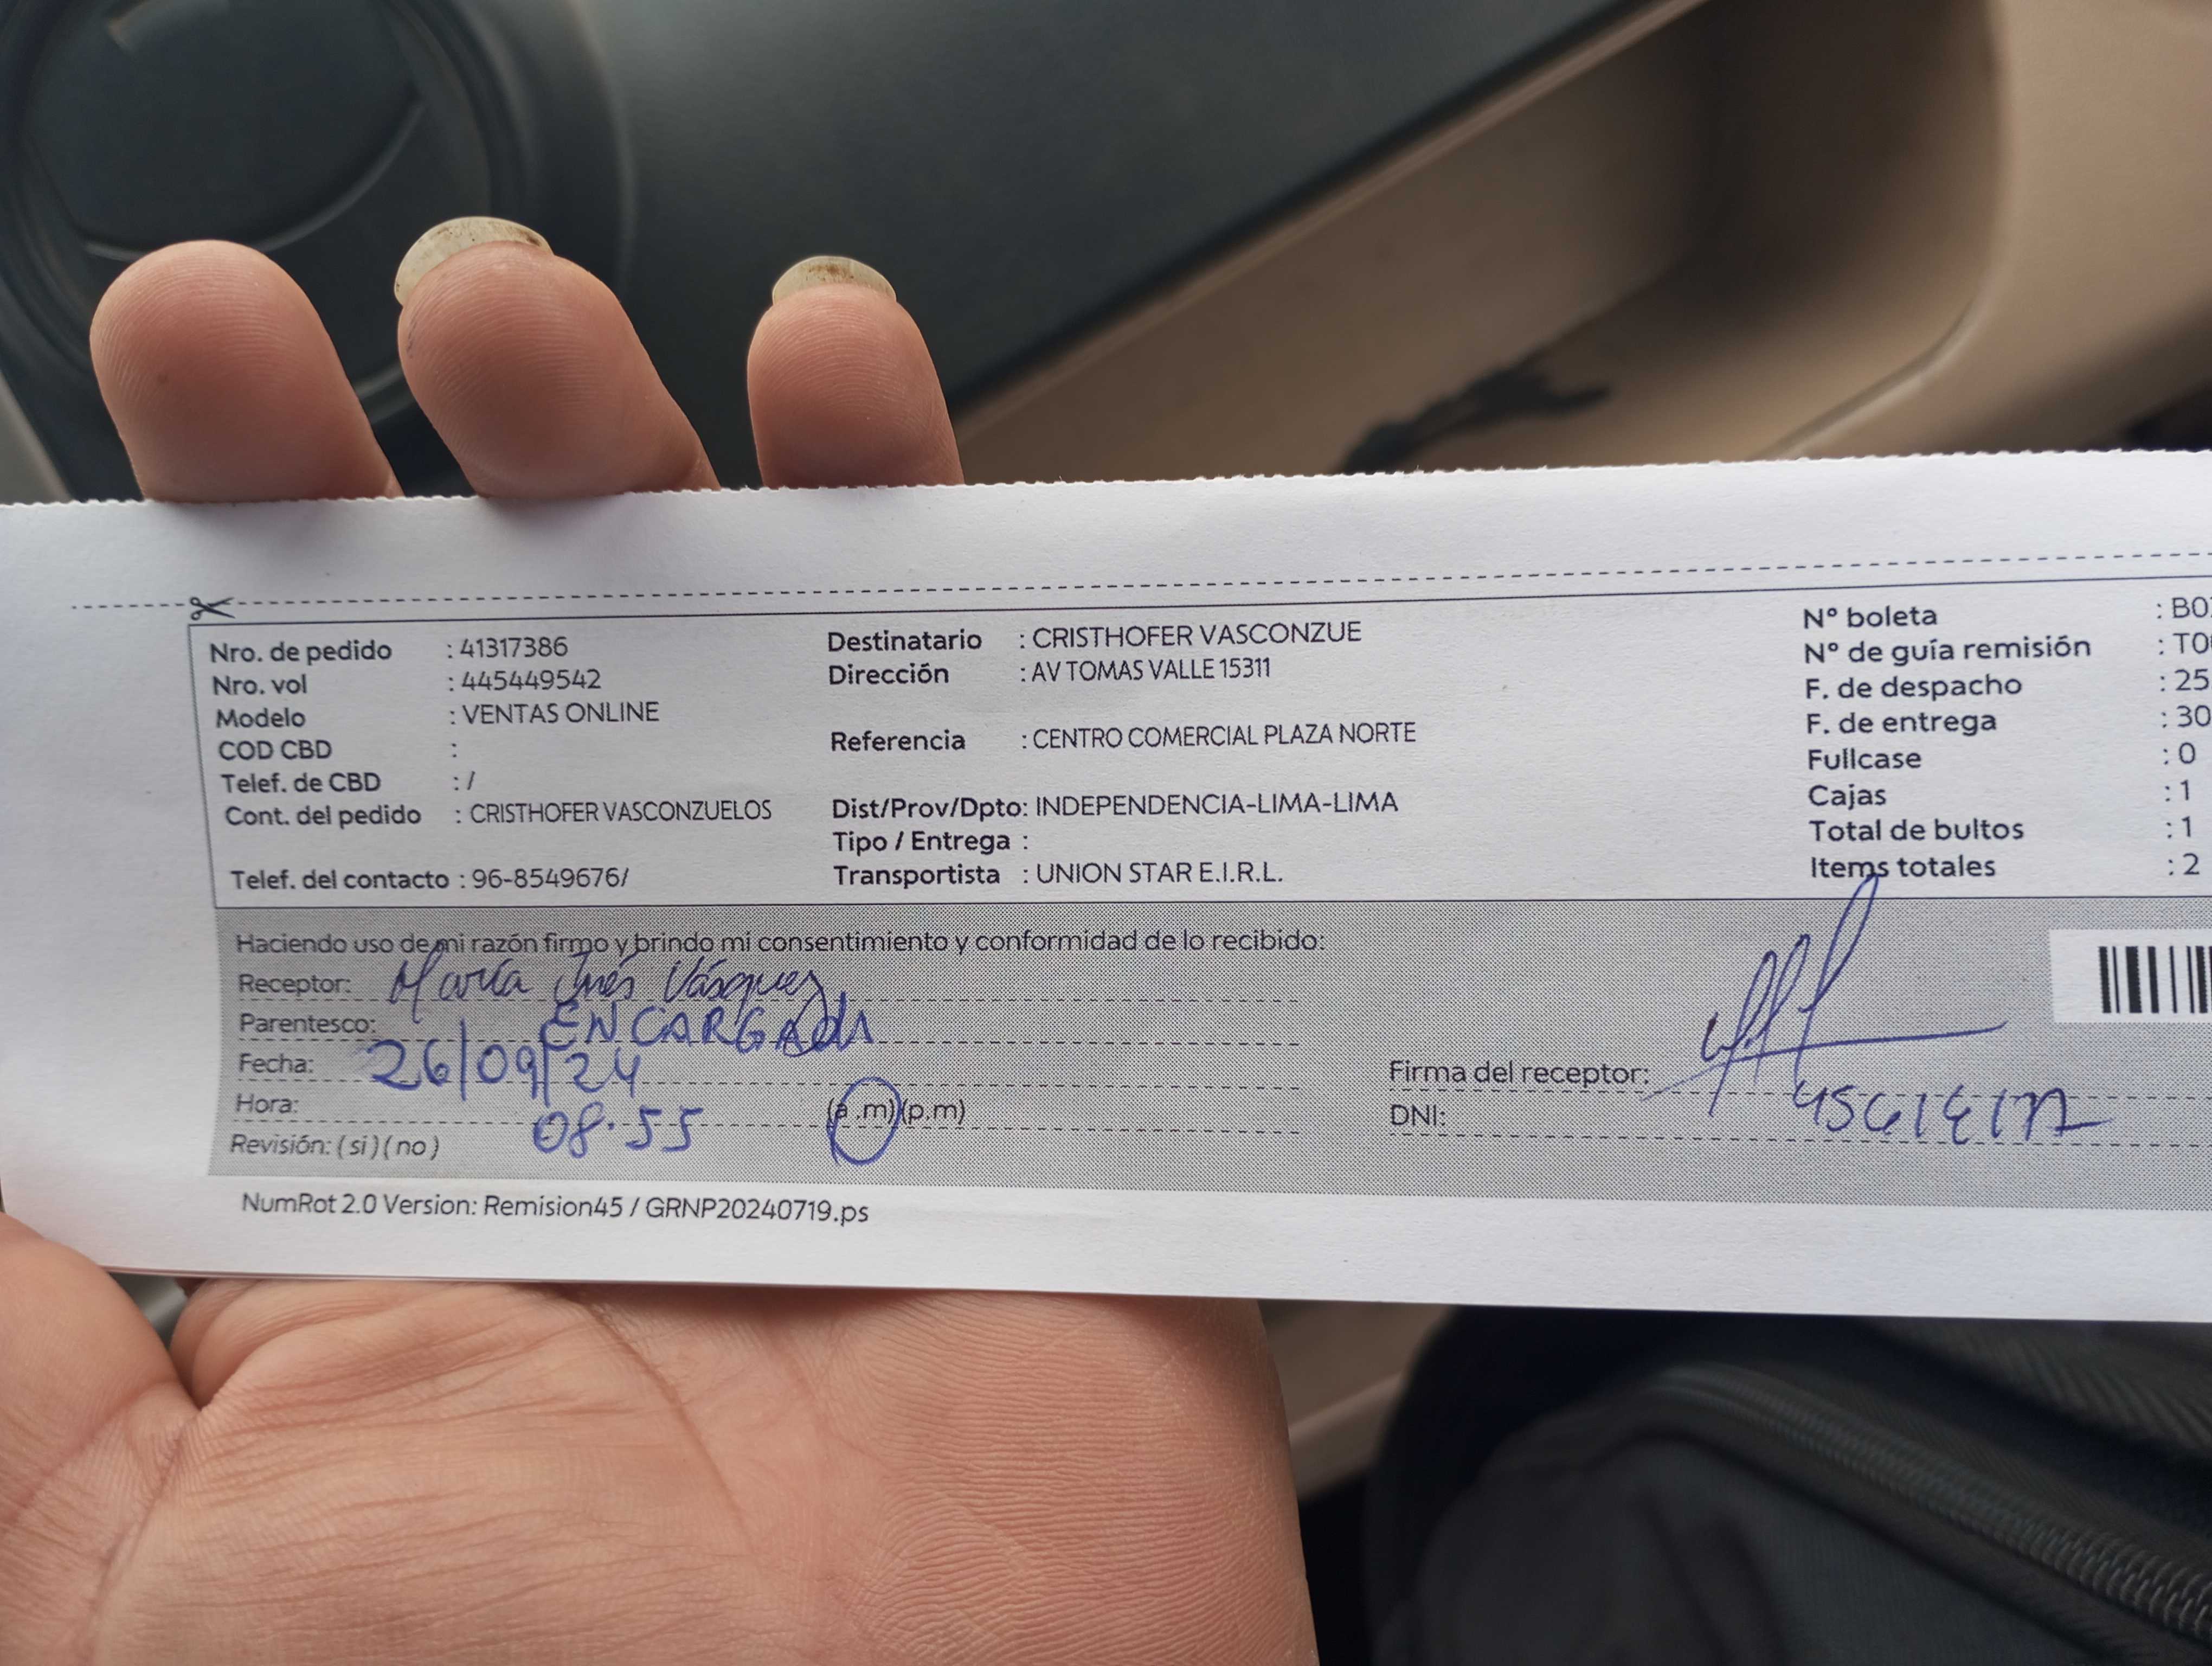 Nro. de pedido : 41317386
Nro. vol : 445449542
Modelo : VENTAS ONLINE
COD CBD :
Telef. de CBD : /
Cont. del pedido : CRISTHOFER VASCONZUELOS
Telef. del contacto : 96-8549676/
Destinatario : CRISTHOFER VASCONZUE
Dirección : AV TOMAS VALLE 15311
Referencia : CENTRO COMERCIAL PLAZA NORTE
Dist/Prov/Dpto: INDEPENDENCIA-LIMA-LIMA
Tipo / Entrega :
Transportista : UNION STAR E.I.R.L.
Nº boleta : B0
Nº de guía remisión : T0
F. de despacho : 25
F. de entrega : 30
Fullcase : 0
Cajas : 1
Total de bultos : 1
Items totales : 2
Haciendo uso de mi razón firmo y brindo mi consentimiento y conformidad de lo recibido:
Receptor: María Inés Vásquez
Parentesco: ENCARGADA
Fecha: 26/09/24
Hora: 08:55 (a .m)(p.m)
Revisión: ( si ) ( no )
Firma del receptor:
DNI:
NumRot 2.0 Version: Remision45 / GRNP20240719.ps